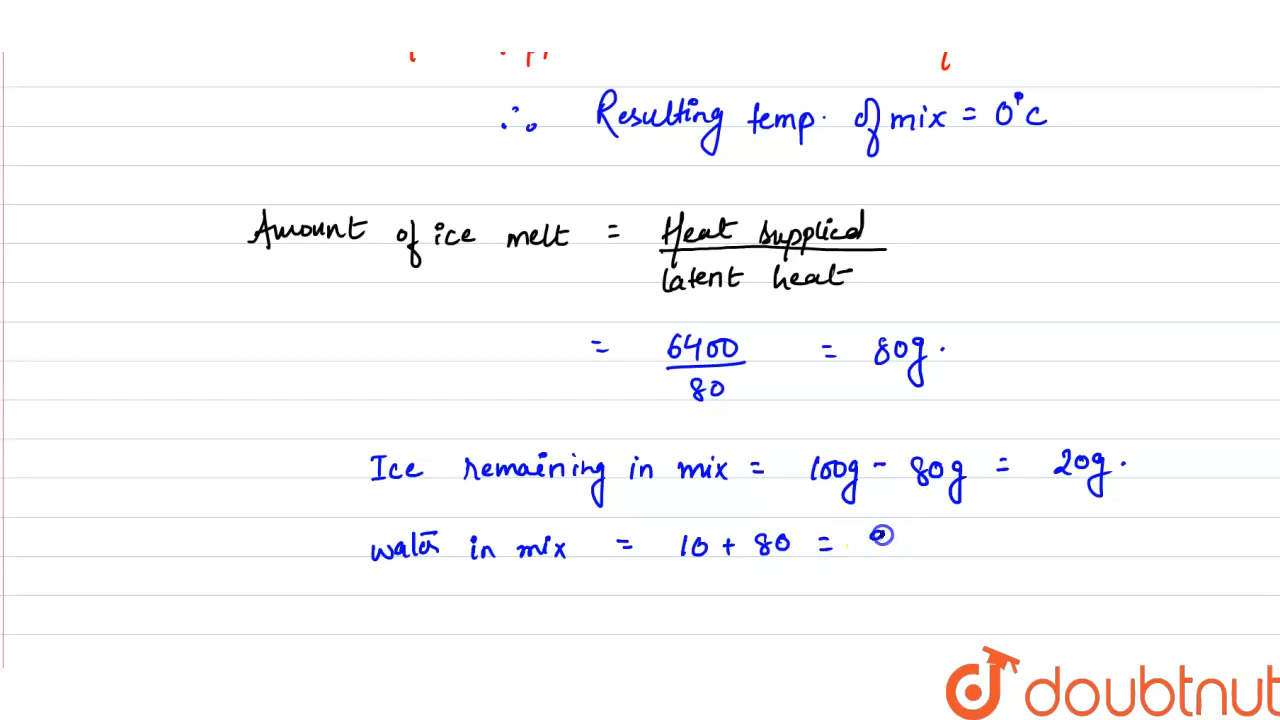 ∴ Resulting temp. of mix = 0°C
Amount of ice melt = Heat supplied
latent heat
= 6400 = 80g.
80
Ice remaining in mix = 100g - 80g = 20g.
water in mix = 10 + 80 =
doubtnut